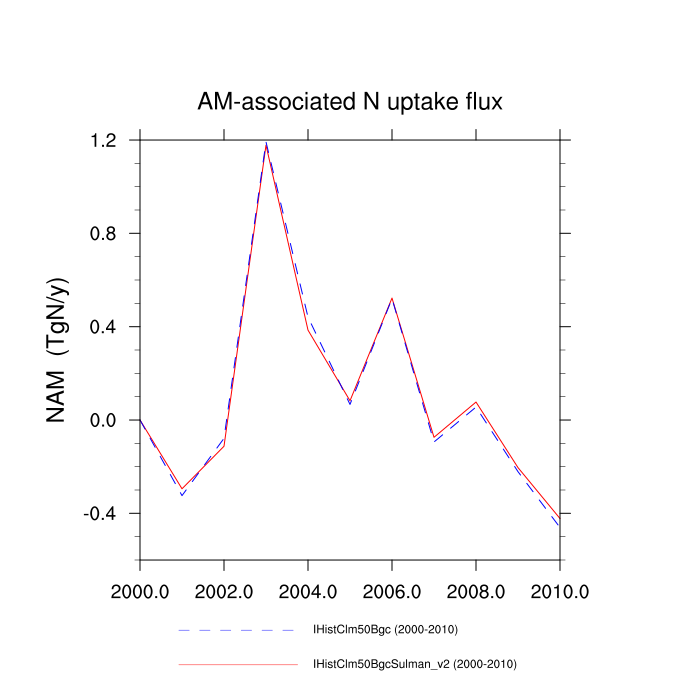 AM-associated N uptake flux
1.2
0.8
0.4
0.0
-0.4
NAM (TgN/y)
2000.0 2002.0 2004.0 2006.0 2008.0 2010.0
IHistClm50Bgc (2000-2010)
IHistClm50BgcSulman_v2 (2000-2010)